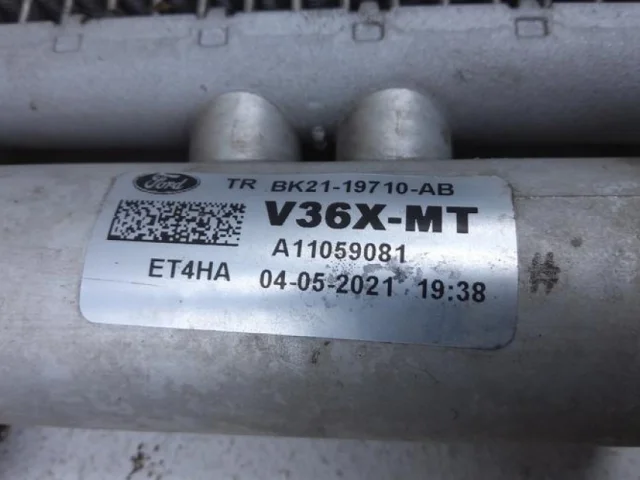 Ford TR BK21-19710-AB
V36X-MT
A11059081
ET4HA 04-05-2021 19:38